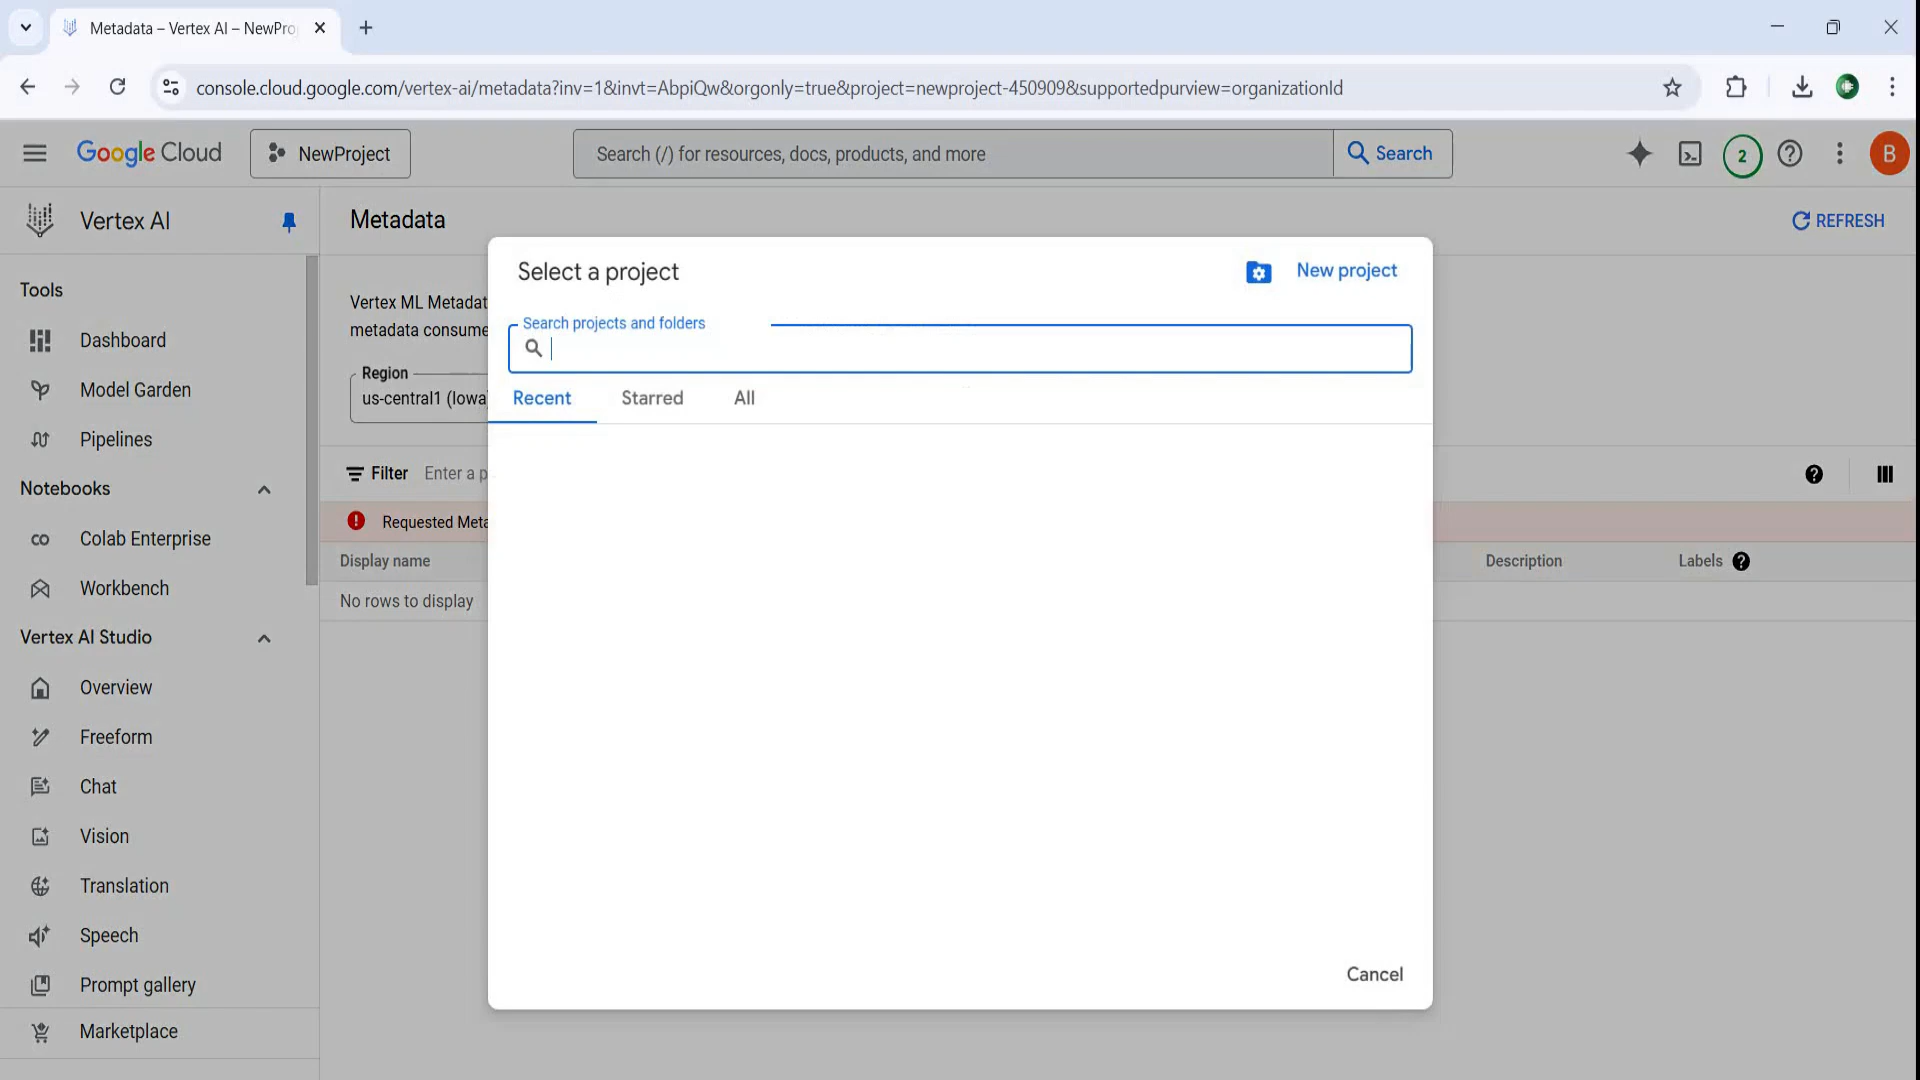 Metadata – Vertex AI – NewPro
console.cloud.google.com/vertex-ai/metadata?inv=1&invt=AbpiQw&orgonly=true&project=newproject-450909&supportedpurview=organizationId
Google Cloud
NewProject
Search (/) for resources, docs, products, and more
Search
2
B
Vertex AI
Metadata
REFRESH
Select a project
New project
Tools
Vertex ML Metadat
metadata consume
Search projects and folders
Dashboard
Region
us-central1 (Iowa)
Recent
Starred
All
Model Garden
Pipelines
Filter
Enter a p
Notebooks
Requested Meta
Colab Enterprise
Display name
Description
Labels
Workbench
No rows to display
Vertex AI Studio
Overview
Freeform
Chat
Vision
Translation
Speech
Prompt gallery
Cancel
Marketplace